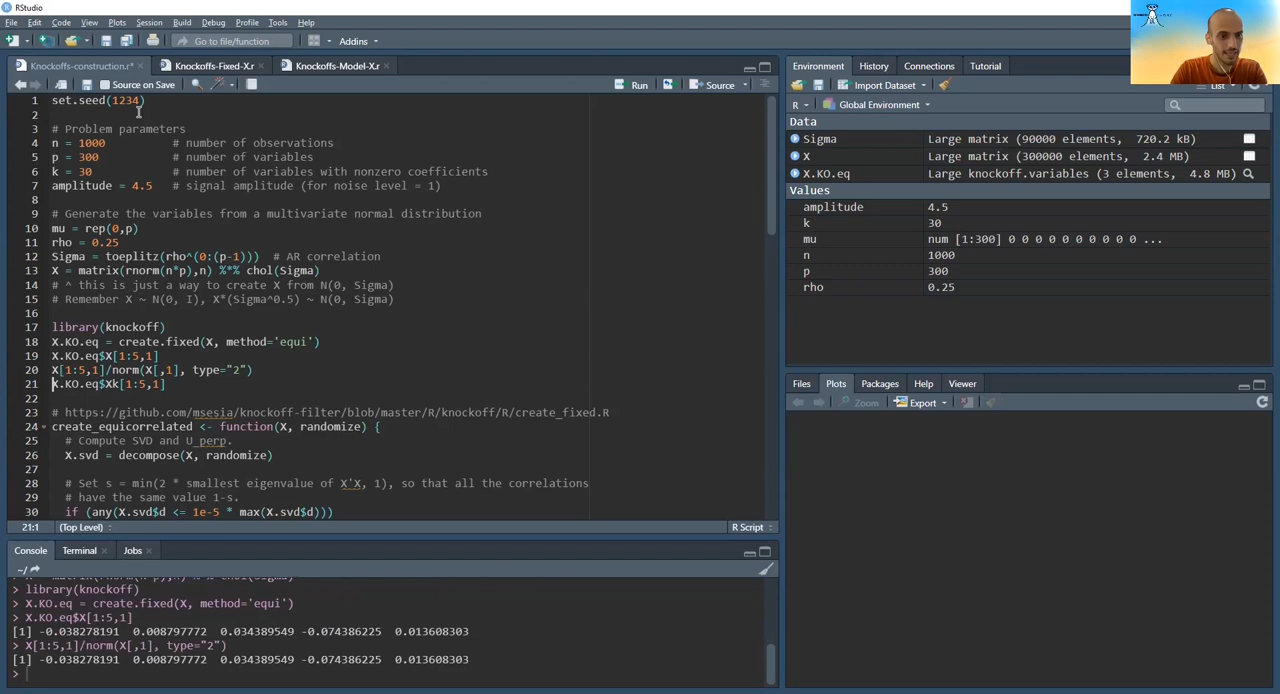 RStudio
File Edit Code View Plots Session Build Debug Profile Tools Help
Go to file/function Addins
Knockoffs-construction.r* Knockoffs-Fixed-X.r Knockoffs-Model-X.r
Source on Save Run Source
1 set.seed(1234)
2
3 # Problem parameters
4 n = 1000 # number of observations
5 p = 300 # number of variables
6 k = 30 # number of variables with nonzero coefficients
7 amplitude = 4.5 # signal amplitude (for noise level = 1)
8
9 # Generate the variables from a multivariate normal distribution
10 mu = rep(0,p)
11 rho = 0.25
12 Sigma = toeplitz(rho^(0:(p-1))) # AR correlation
13 X = matrix(rnorm(n*p),n) %*% chol(Sigma)
14 # ^ this is just a way to create X from N(0, Sigma)
15 # Remember X ~ N(0, I), X*(Sigma^0.5) ~ N(0, Sigma)
16
17 library(knockoff)
18 X.KO.eq = create.fixed(X, method='equi')
19 X.KO.eq$X[1:5,1]
20 X[1:5,1]/norm(X[,1], type="2")
21 X.KO.eq$Xk[1:5,1]
22
23 # https://github.com/msesia/knockoff-filter/blob/master/R/knockoff/R/create_fixed.R
24 create_equicorrelated <- function(X, randomize) {
25 # Compute SVD and U_perp.
26 X.svd = decompose(X, randomize)
27
28 # Set s = min(2 * smallest eigenvalue of X'X, 1), so that all the correlations
29 # have the same value 1-s.
30 if (any(X.svd$d <= 1e-5 * max(X.svd$d)))
21:1 (Top Level) R Script
Console Terminal Jobs
~/
> library(knockoff)
> X.KO.eq = create.fixed(X, method='equi')
> X.KO.eq$X[1:5,1]
[1] -0.038278191 0.008797772 0.034389549 -0.074386225 0.013608303
> X[1:5,1]/norm(X[,1], type="2")
[1] -0.038278191 0.008797772 0.034389549 -0.074386225 0.013608303
>
Environment History Connections Tutorial
Import Dataset List
R Global Environment
Data
Sigma Large matrix (90000 elements, 720.2 kB)
X Large matrix (300000 elements, 2.4 MB)
X.KO.eq Large knockoff.variables (3 elements, 4.8 MB)
Values
amplitude 4.5
k 30
mu num [1:300] 0 0 0 0 0 0 0 0 0 0 ...
n 1000
p 300
rho 0.25
Files Plots Packages Help Viewer
Zoom Export